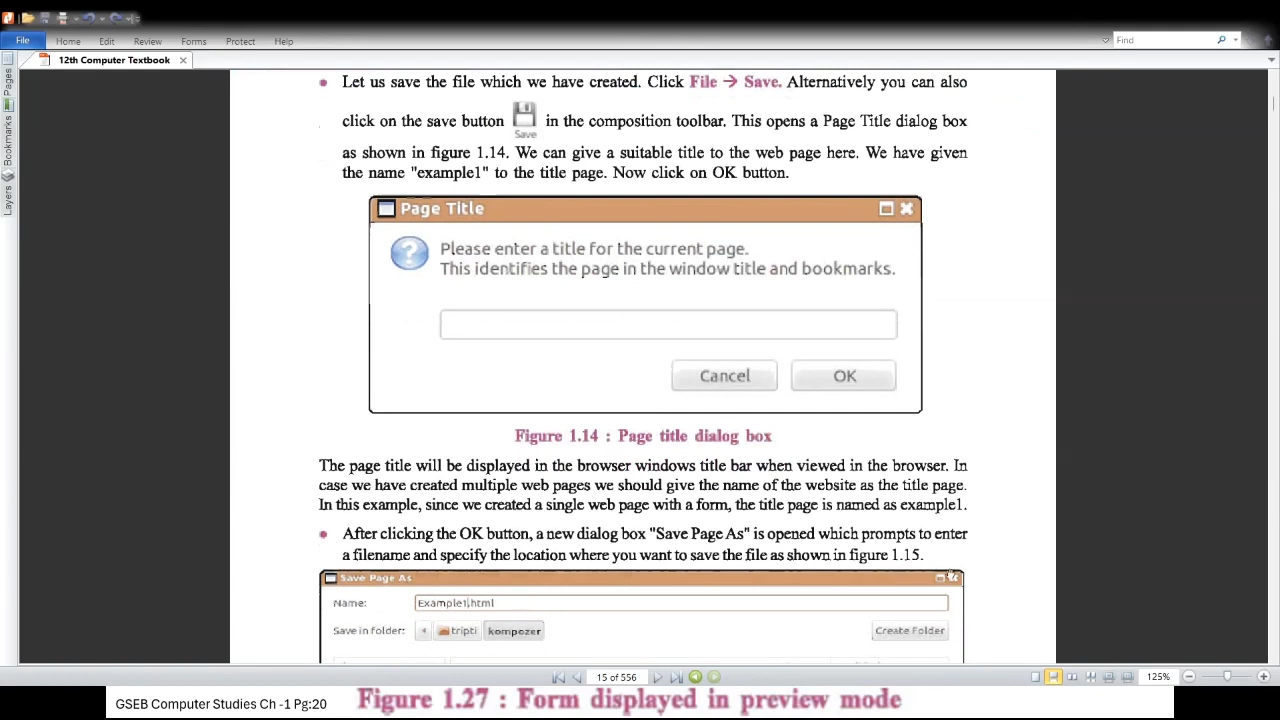 File Home Edit Review Forms Protect Help Find
12th Computer Textbook
Pages
Bookmarks
Layers
• Let us save the file which we have created. Click File → Save. Alternatively you can also
click on the save button Save in the composition toolbar. This opens a Page Title dialog box
as shown in figure 1.14. We can give a suitable title to the web page here. We have given
the name "example1" to the title page. Now click on OK button.
Page Title
Please enter a title for the current page.
This identifies the page in the window title and bookmarks.
Cancel OK
Figure 1.14 : Page title dialog box
The page title will be displayed in the browser windows title bar when viewed in the browser. In
case we have created multiple web pages we should give the name of the website as the title page.
In this example, since we created a single web page with a form, the title page is named as example1.
• After clicking the OK button, a new dialog box "Save Page As" is opened which prompts to enter
a filename and specify the location where you want to save the file as shown in figure 1.15.
Save Page As
Name: Example1.html
Save in folder: tripti kompozer Create Folder
15 of 556 125%
GSEB Computer Studies Ch -1 Pg:20
Figure 1.27 : Form displayed in preview mode